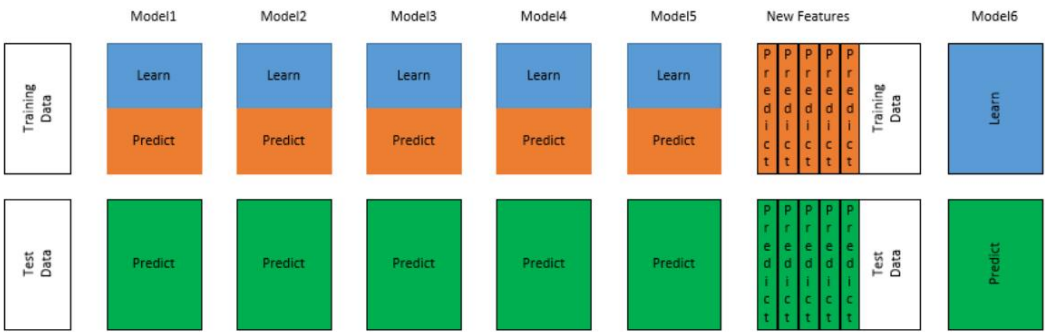 Model1 Model2 Model3 Model4 Model5 New Features Model6
Training Data
Learn Learn Learn Learn Learn
Predict Predict Predict Predict Predict
Predict Predict Predict Predict Predict
Training Data
Learn
Test Data
Predict Predict Predict Predict Predict
Predict Predict Predict Predict Predict
Test Data
Predict